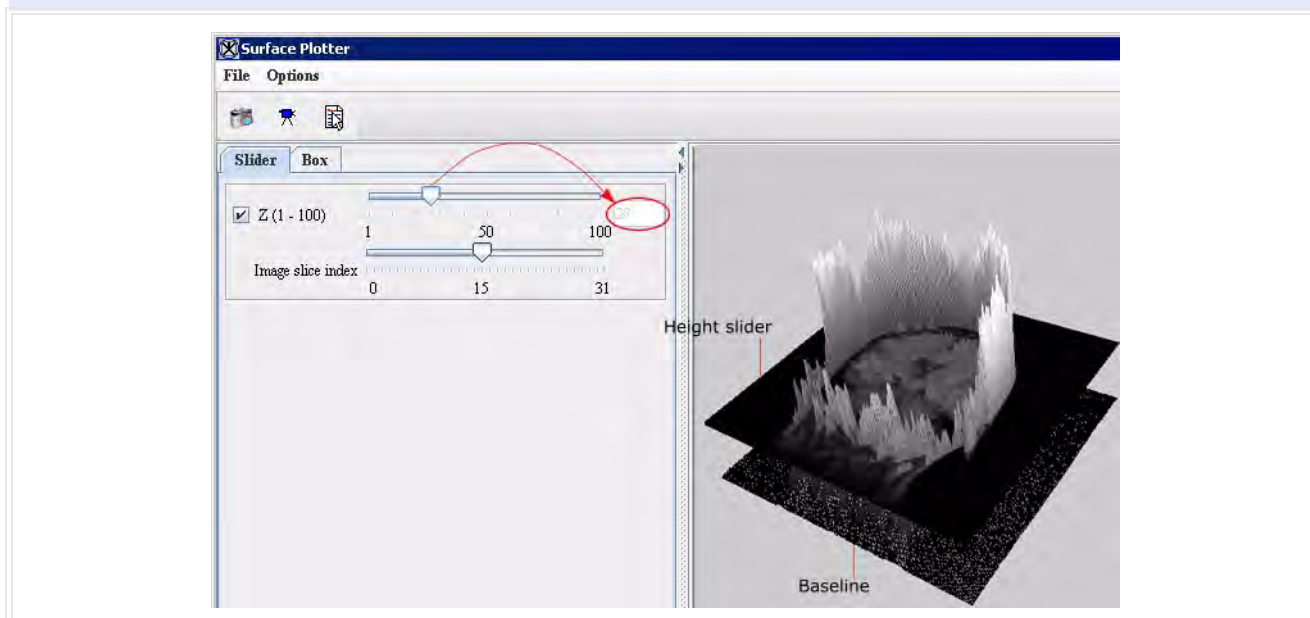 Surface Plotter
File Options
Slider Box
Z (1 - 100)
1 50 100
Image slice index
0 15 31
Height slider
Baseline